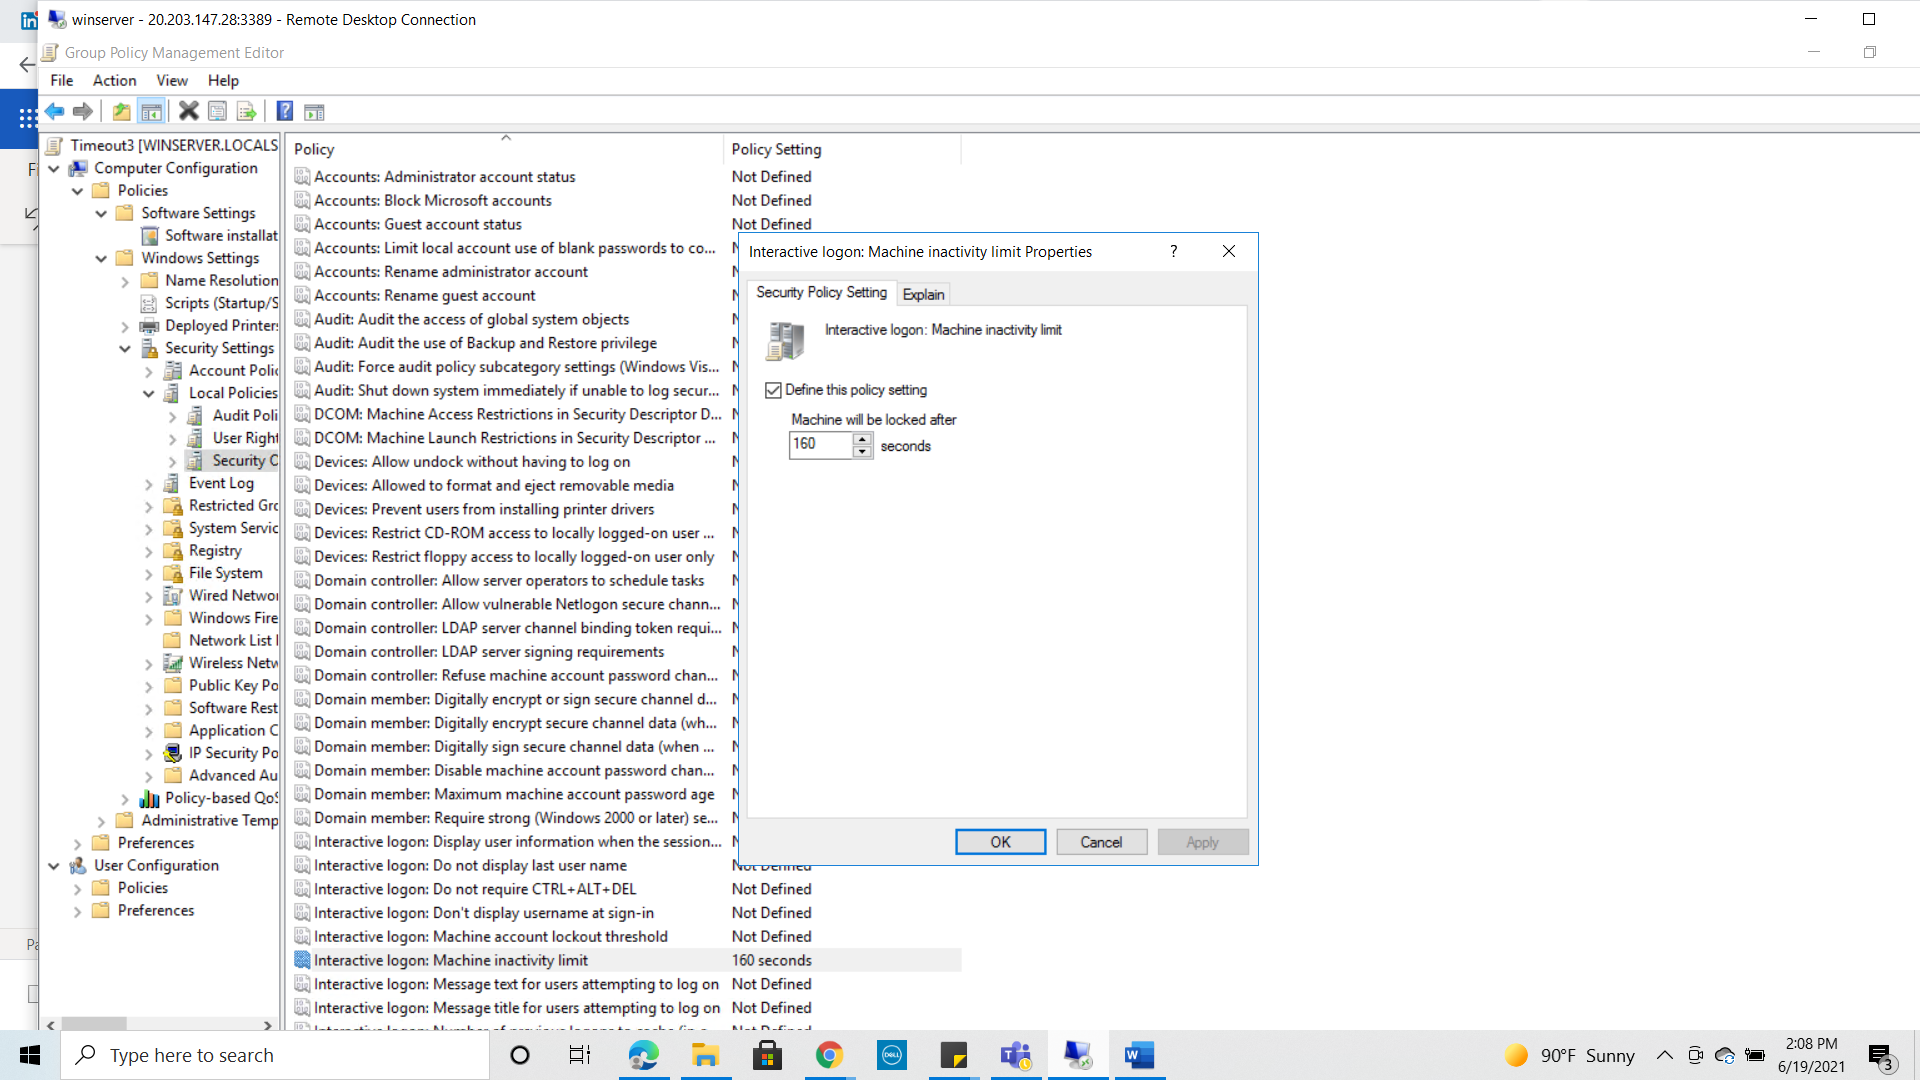 winserver - 20.203.147.28:3389 - Remote Desktop Connection
Group Policy Management Editor
File Action View Help
Timeout3 [WINSERVER.LOCALS
Computer Configuration
Policies
Software Settings
Software installat
Windows Settings
Name Resolution
Scripts (Startup/S
Deployed Printers
Security Settings
Account Polic
Local Policies
Audit Poli
User Right
Security O
Event Log
Restricted Gro
System Servic
Registry
File System
Wired Networ
Windows Fire
Network List
Wireless Netw
Public Key Po
Software Rest
Application C
IP Security Po
Advanced Au
Policy-based QoS
Administrative Temp
Preferences
User Configuration
Policies
Preferences
Policy Policy Setting
Accounts: Administrator account status Not Defined
Accounts: Block Microsoft accounts Not Defined
Accounts: Guest account status Not Defined
Accounts: Limit local account use of blank passwords to co...
Accounts: Rename administrator account
Accounts: Rename guest account
Audit: Audit the access of global system objects
Audit: Audit the use of Backup and Restore privilege
Audit: Force audit policy subcategory settings (Windows Vis...
Audit: Shut down system immediately if unable to log secur...
DCOM: Machine Access Restrictions in Security Descriptor D...
DCOM: Machine Launch Restrictions in Security Descriptor ...
Devices: Allow undock without having to log on
Devices: Allowed to format and eject removable media
Devices: Prevent users from installing printer drivers
Devices: Restrict CD-ROM access to locally logged-on user ...
Devices: Restrict floppy access to locally logged-on user only
Domain controller: Allow server operators to schedule tasks
Domain controller: Allow vulnerable Netlogon secure chann...
Domain controller: LDAP server channel binding token requi...
Domain controller: LDAP server signing requirements
Domain controller: Refuse machine account password chan...
Domain member: Digitally encrypt or sign secure channel d...
Domain member: Digitally encrypt secure channel data (wh...
Domain member: Digitally sign secure channel data (when ...
Domain member: Disable machine account password chan...
Domain member: Maximum machine account password age
Domain member: Require strong (Windows 2000 or later) se...
Interactive logon: Display user information when the session...
Interactive logon: Do not display last user name Not Defined
Interactive logon: Do not require CTRL+ALT+DEL Not Defined
Interactive logon: Don't display username at sign-in Not Defined
Interactive logon: Machine account lockout threshold Not Defined
Interactive logon: Machine inactivity limit 160 seconds
Interactive logon: Message text for users attempting to log on Not Defined
Interactive logon: Message title for users attempting to log on Not Defined
Interactive logon: Machine inactivity limit Properties ?
Security Policy Setting Explain
Interactive logon: Machine inactivity limit
Define this policy setting
Machine will be locked after
160 seconds
OK Cancel Apply
Type here to search
DELL
W
90°F Sunny
2:08 PM
6/19/2021
3